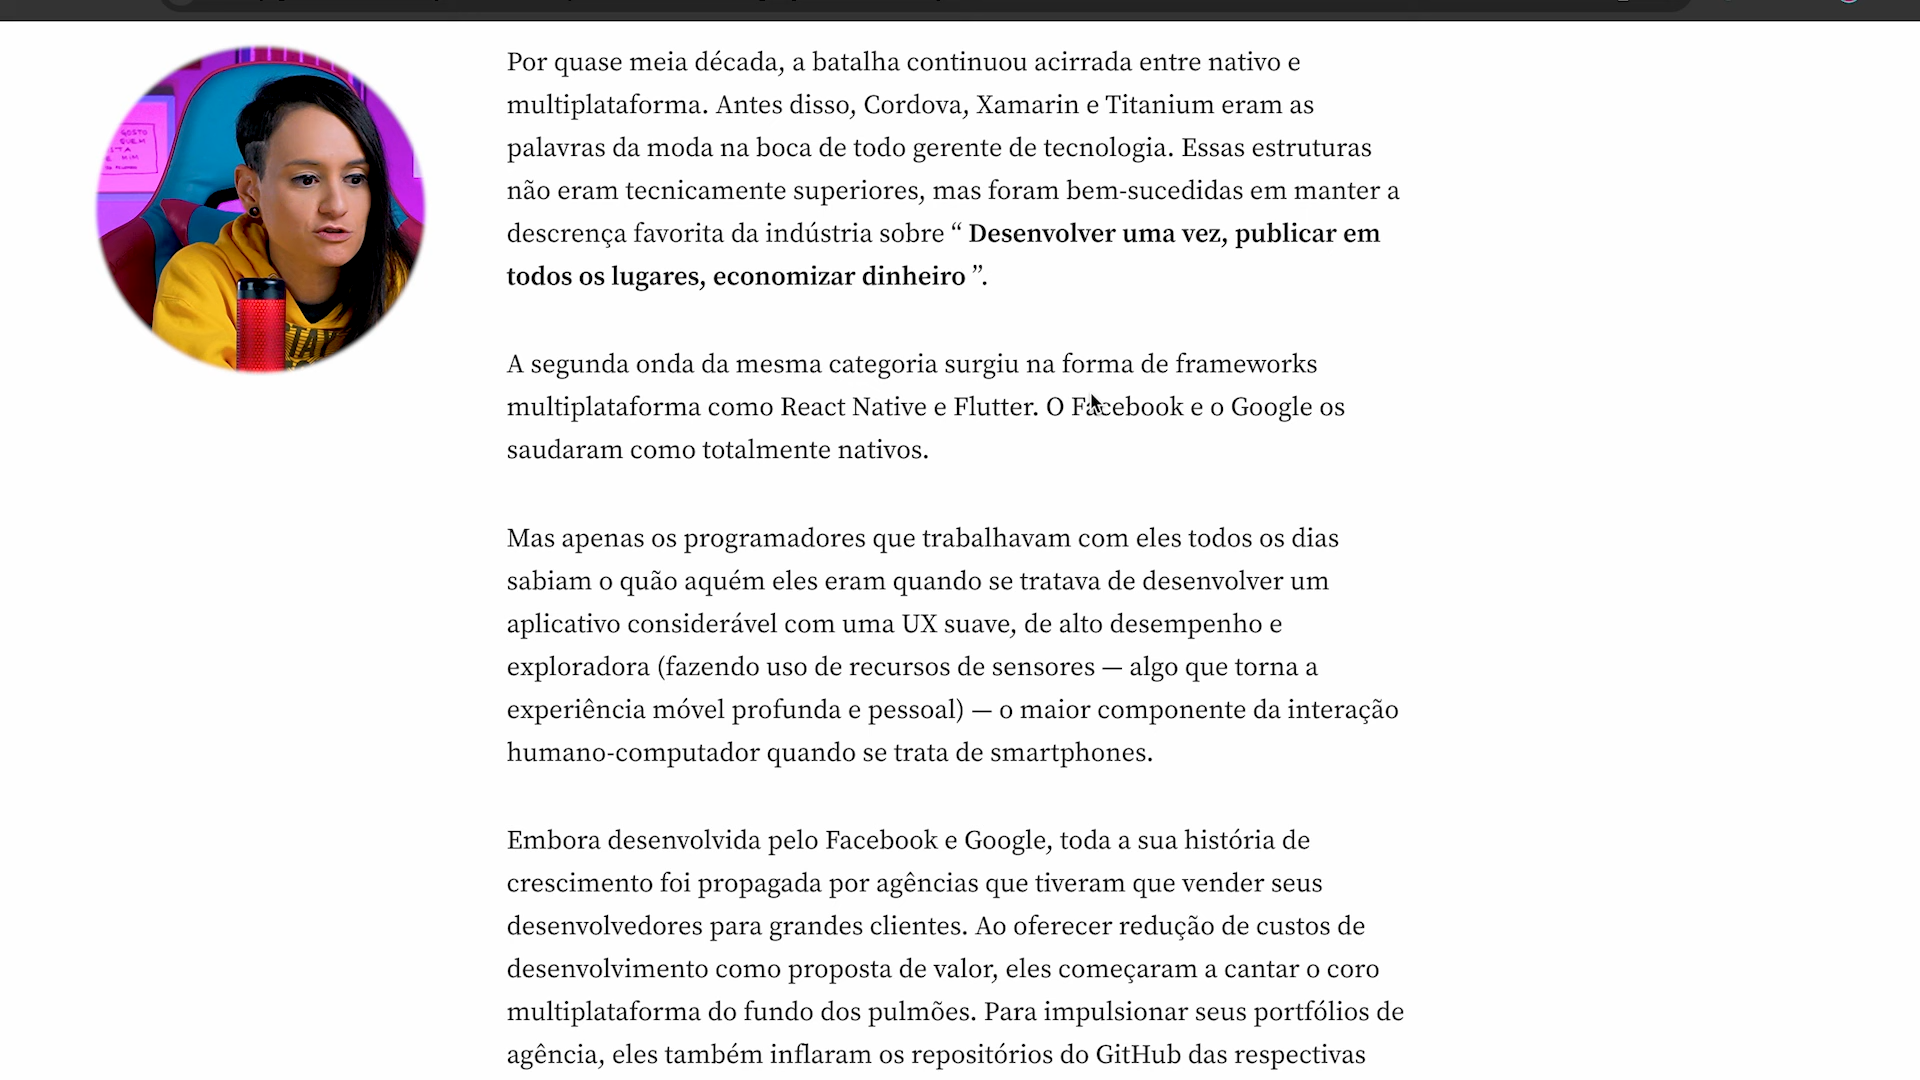 Por quase meia década, a batalha continuou acirrada entre nativo e
multiplataforma. Antes disso, Cordova, Xamarin e Titanium eram as
palavras da moda na boca de todo gerente de tecnologia. Essas estruturas
não eram tecnicamente superiores, mas foram bem-sucedidas em manter a
descrença favorita da indústria sobre “ Desenvolver uma vez, publicar em
todos os lugares, economizar dinheiro ”.
A segunda onda da mesma categoria surgiu na forma de frameworks
multiplataforma como React Native e Flutter. O Facebook e o Google os
saudaram como totalmente nativos.
Mas apenas os programadores que trabalhavam com eles todos os dias
sabiam o quão aquém eles eram quando se tratava de desenvolver um
aplicativo considerável com uma UX suave, de alto desempenho e
exploradora (fazendo uso de recursos de sensores — algo que torna a
experiência móvel profunda e pessoal) — o maior componente da interação
humano-computador quando se trata de smartphones.
Embora desenvolvida pelo Facebook e Google, toda a sua história de
crescimento foi propagada por agências que tiveram que vender seus
desenvolvedores para grandes clientes. Ao oferecer redução de custos de
desenvolvimento como proposta de valor, eles começaram a cantar o coro
multiplataforma do fundo dos pulmões. Para impulsionar seus portfólios de
agência, eles também inflaram os repositórios do GitHub das respectivas